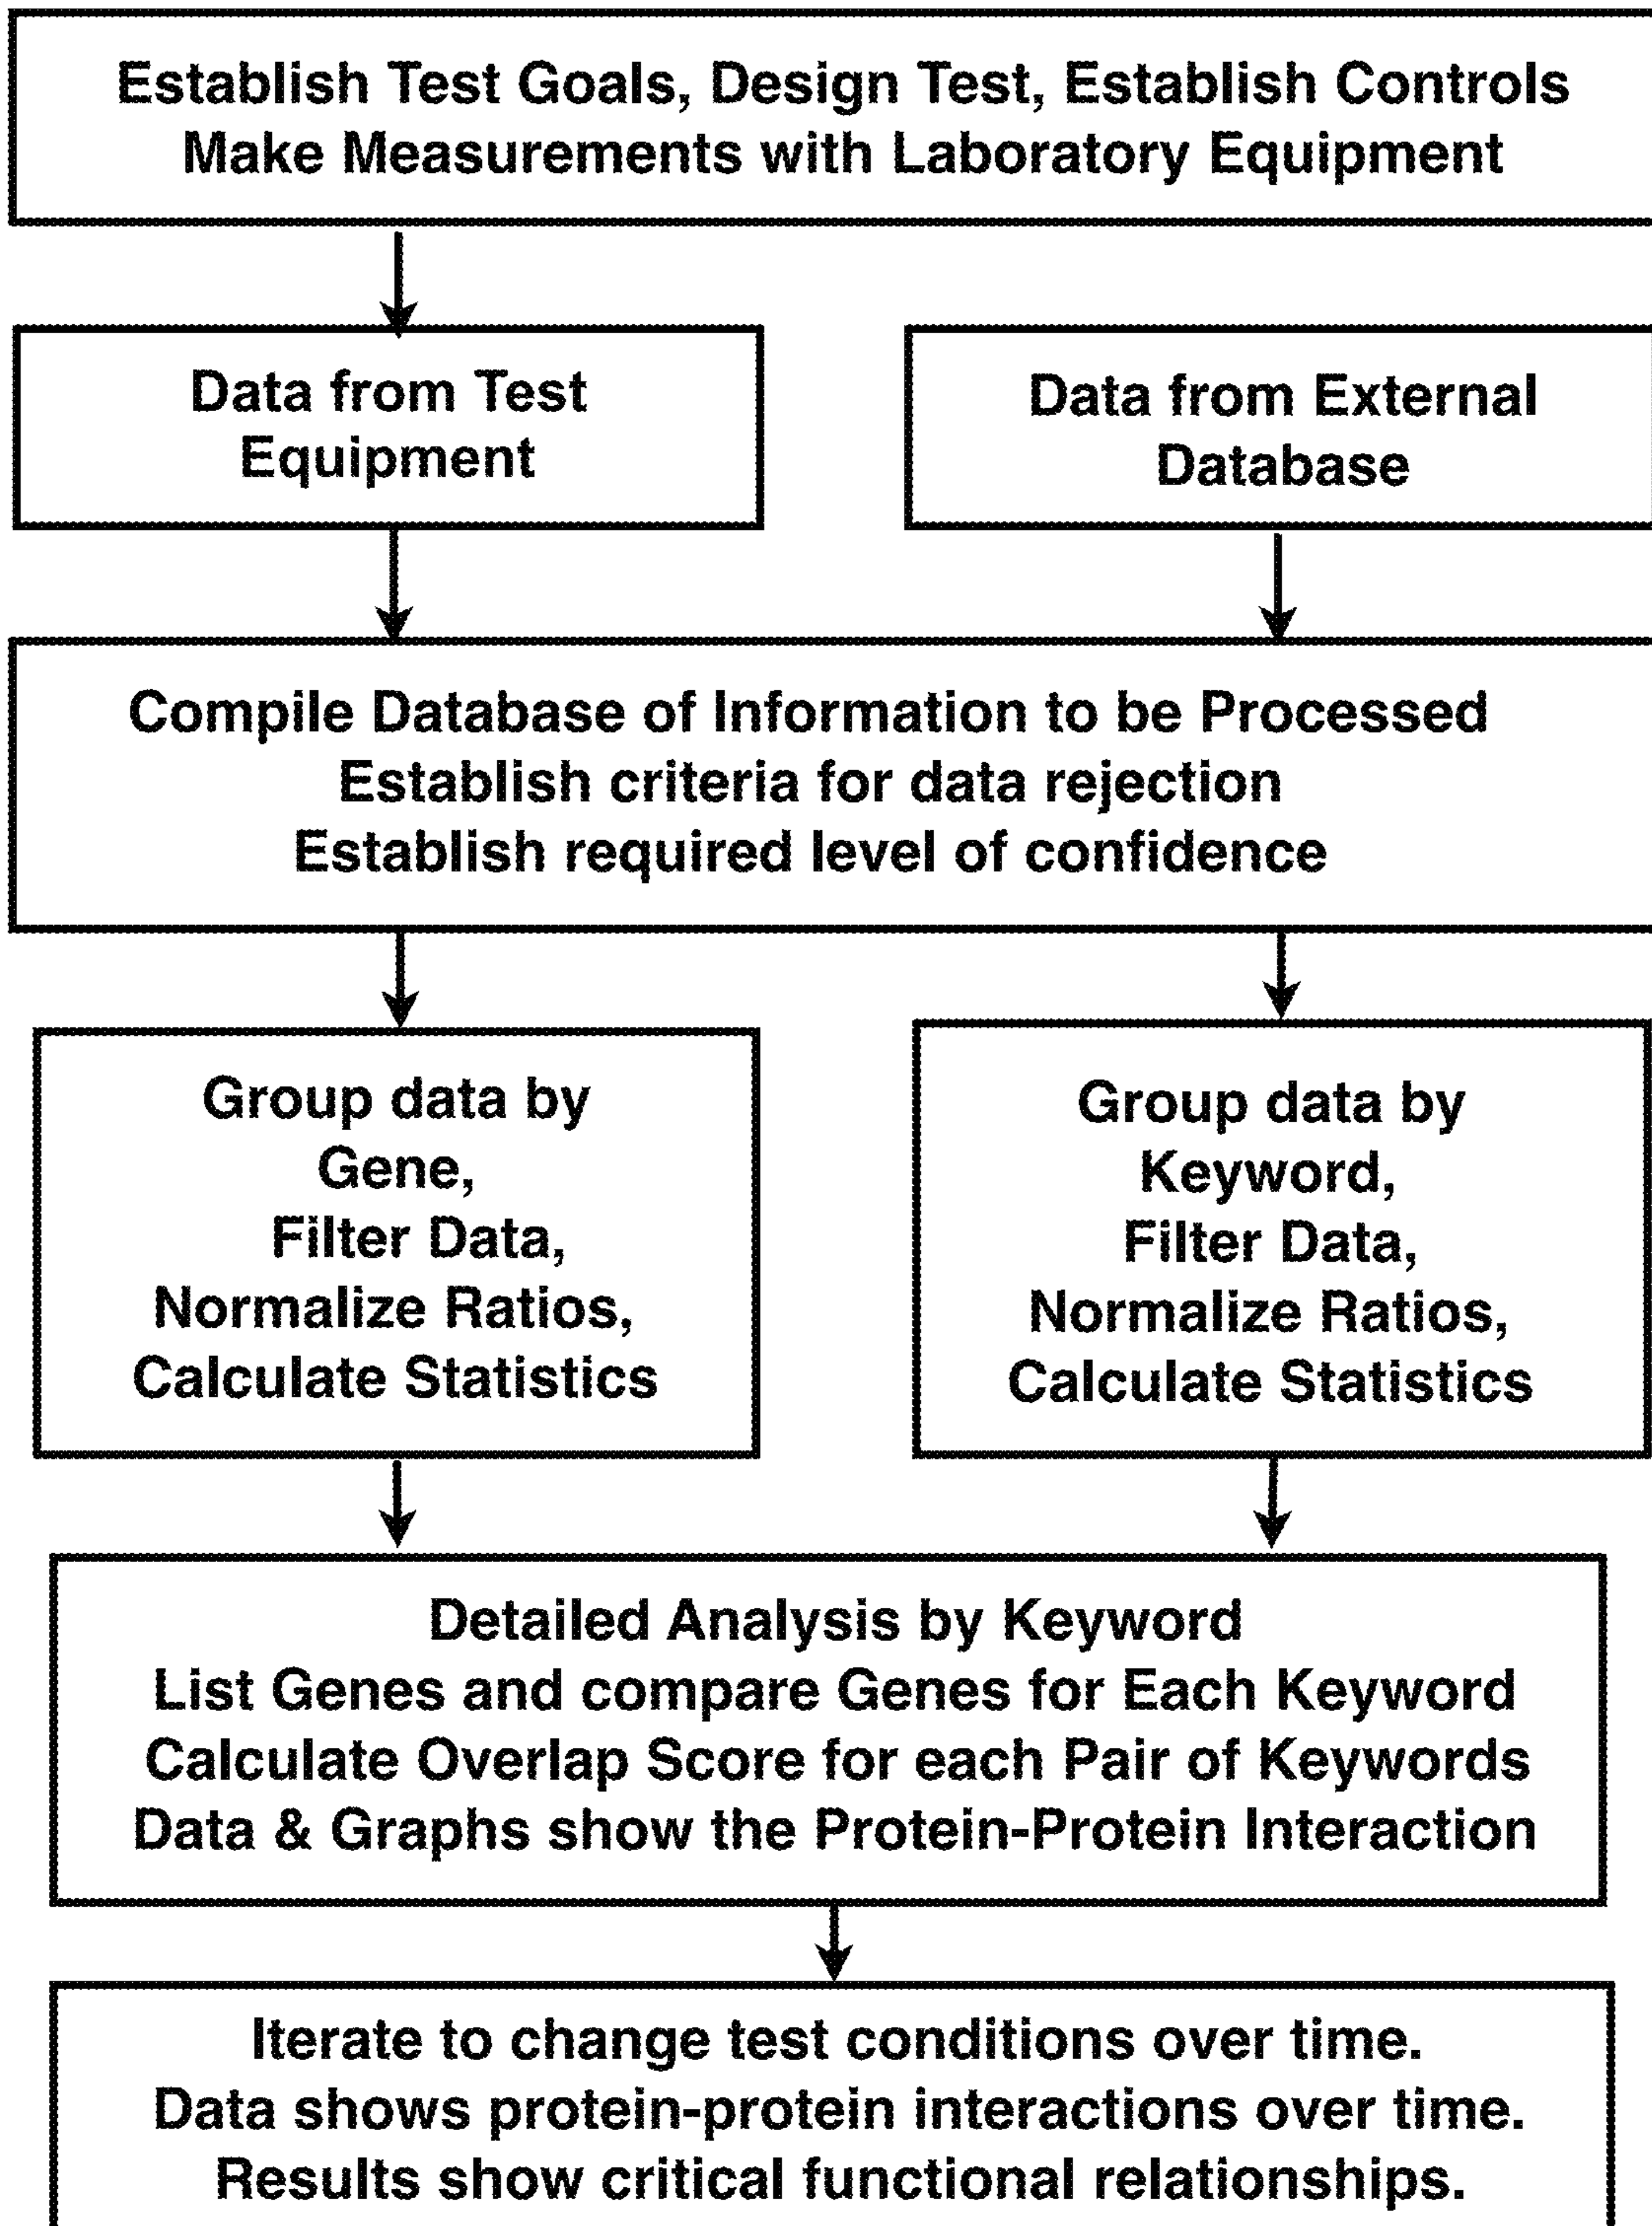 Establish Test Goals, Design Test, Establish Controls
Make Measurements with Laboratory Equipment
Data from Test
Equipment
Data from External
Database
Compile Database of Information to be Processed
Establish criteria for data rejection
Establish required level of confidence
Group data by
Gene,
Filter Data,
Normalize Ratios,
Calculate Statistics
Group data by
Keyword,
Filter Data,
Normalize Ratios,
Calculate Statistics
Detailed Analysis by Keyword
List Genes and compare Genes for Each Keyword
Calculate Overlap Score for each Pair of Keywords
Data & Graphs show the Protein-Protein Interaction
Iterate to change test conditions over time.
Data shows protein-protein interactions over time.
Results show critical functional relationships.